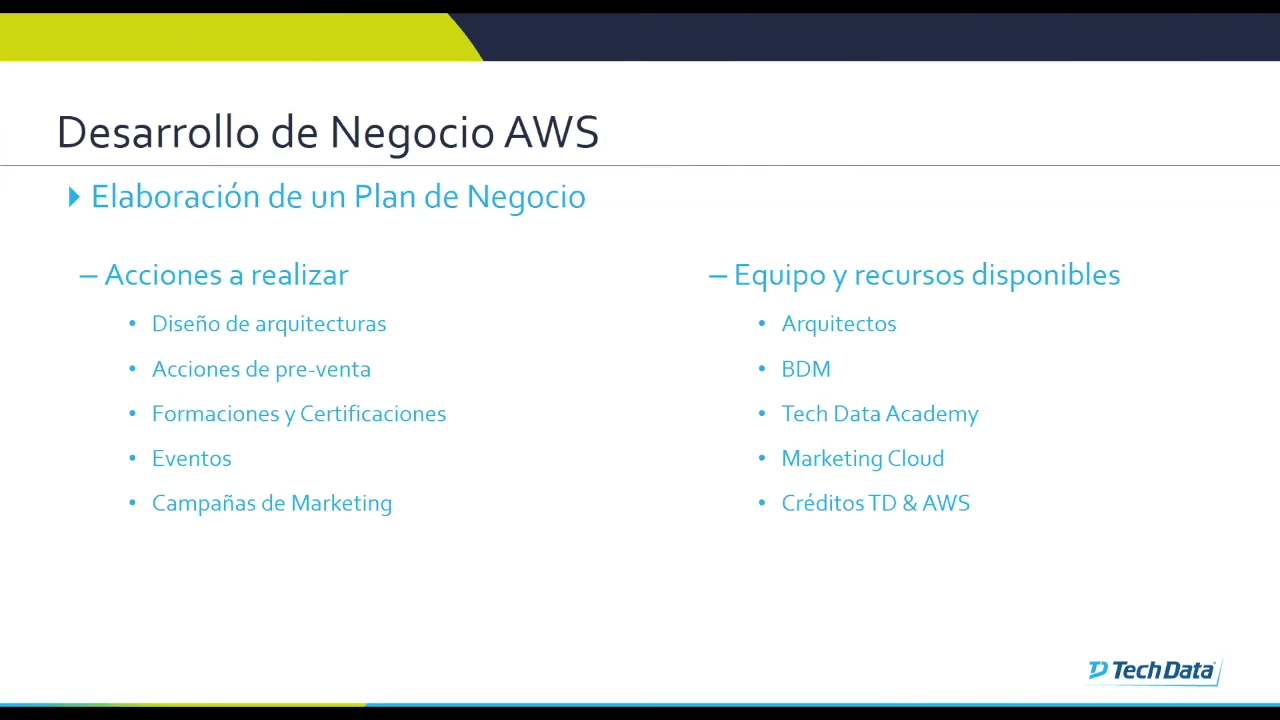 Desarrollo de Negocio AWS
Elaboración de un Plan de Negocio
– Acciones a realizar
• Diseño de arquitecturas
• Acciones de pre-venta
• Formaciones y Certificaciones
• Eventos
• Campañas de Marketing
– Equipo y recursos disponibles
• Arquitectos
• BDM
• Tech Data Academy
• Marketing Cloud
• Créditos TD & AWS
TD Tech Data